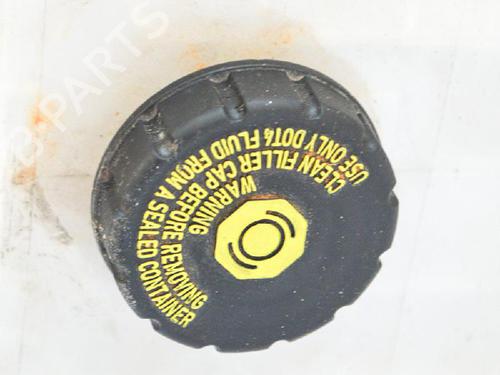 WARNING
CLEAN FILLER CAP BEFORE REMOVING
USE ONLY DOT4 FLUID FROM A SEALED CONTAINER
B-PARTS